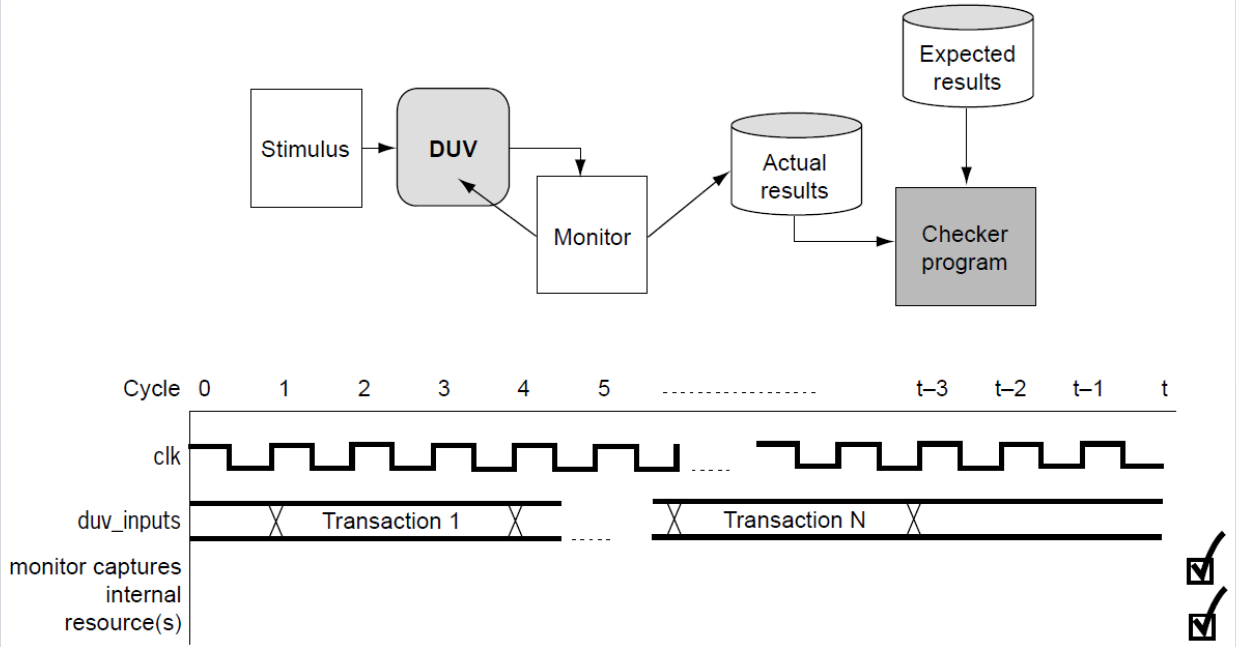 Expected
results
Stimulus
DUV
Actual
results
Monitor
Checker
program
Cycle 0 1 2 3 4 5 t–3 t–2 t–1 t
clk
duv_inputs Transaction 1 Transaction N
monitor captures
internal
resource(s)